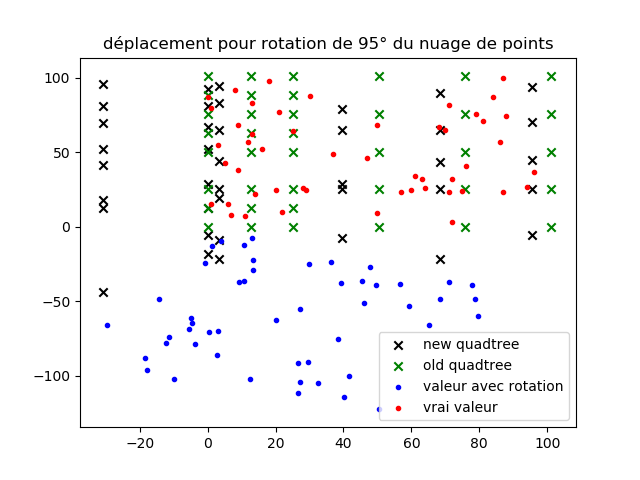 déplacement pour rotation de 95° du nuage de points
100
50
0
−50
−100
−20
0
20
40
60
80
100
new quadtree
old quadtree
valeur avec rotation
vrai valeur